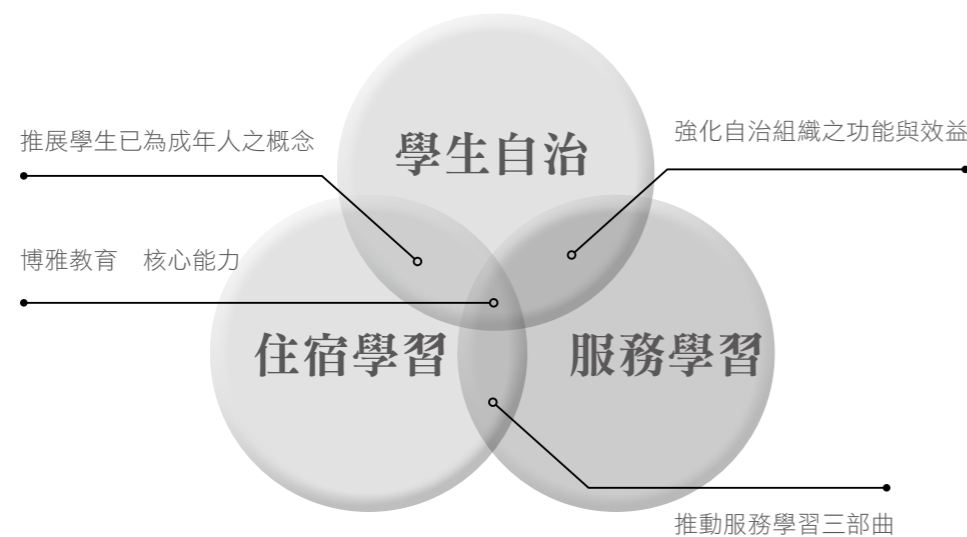 強化自治組織之功能與效益
推展學生已為成年人之概念
學生自治
博雅教育　核心能力
住宿學習
服務學習
推動服務學習三部曲